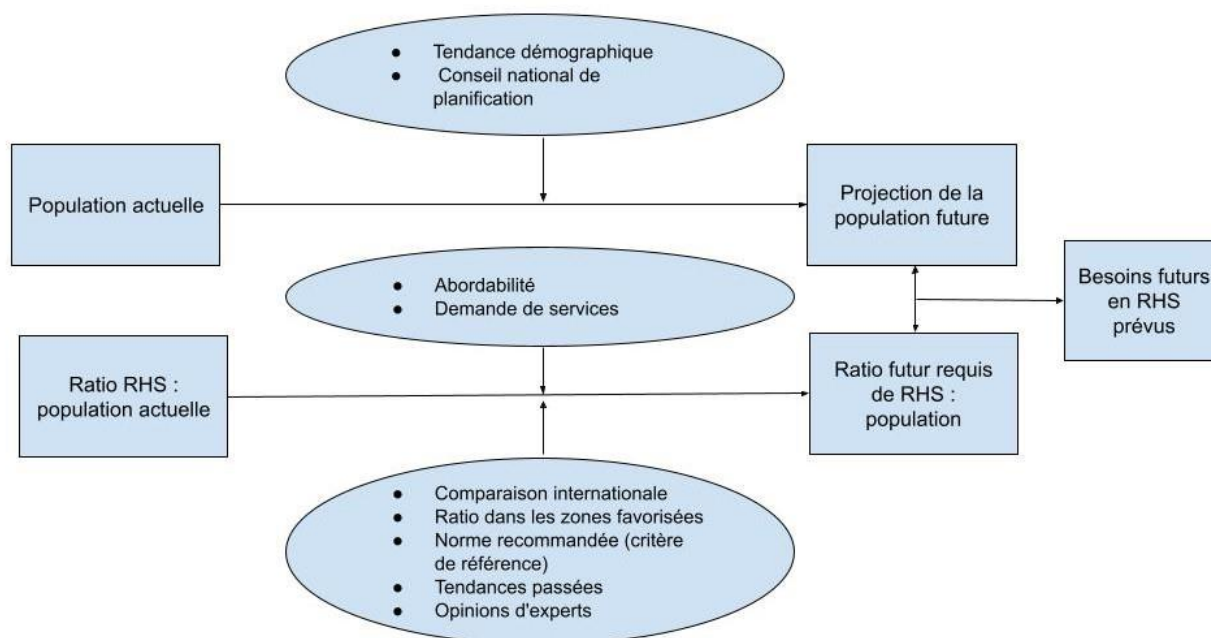 ● Tendance démographique
● Conseil national de
planification
Population actuelle
Projection de la
population future
● Abordabilité
● Demande de services
Besoins futurs
en RHS
prévus
Ratio RHS :
population actuelle
Ratio futur requis
de RHS :
population
● Comparaison internationale
● Ratio dans les zones favorisées
● Norme recommandée (critère
de référence)
● Tendances passées
● Opinions d'experts